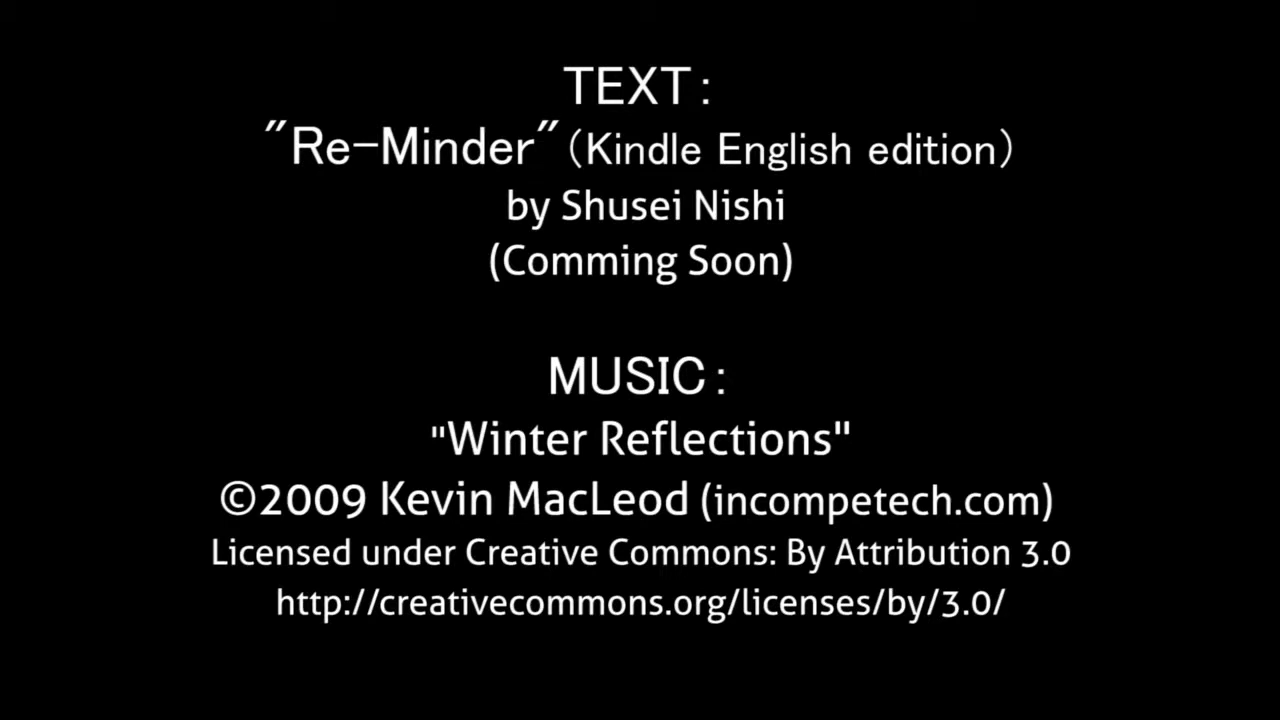 TEXT:
"Re-Minder" (Kindle English edition)
by Shusei Nishi
(Comming Soon)
MUSIC:
"Winter Reflections"
©2009 Kevin MacLeod (incompetech.com)
Licensed under Creative Commons: By Attribution 3.0
http://creativecommons.org/licenses/by/3.0/